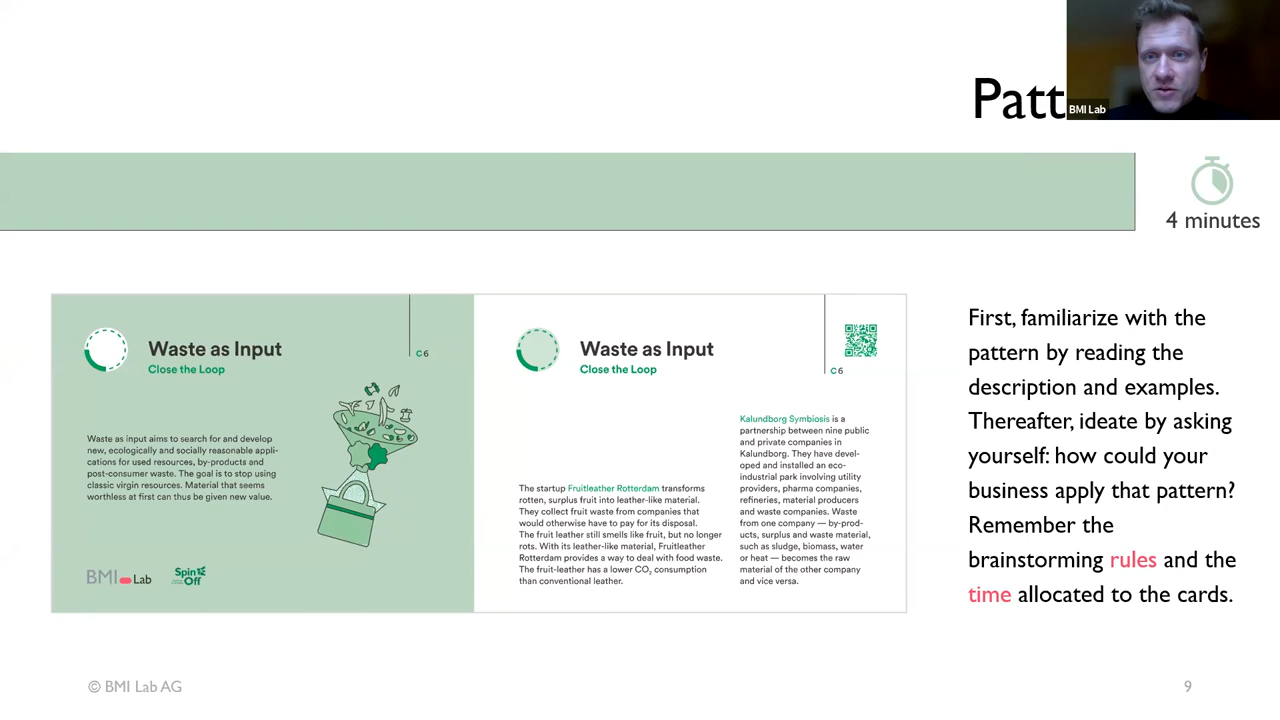 Patt
BMI Lab
4 minutes
Waste as Input
Close the Loop
C6
Waste as input aims to search for and develop
new, ecologically and socially reasonable appli-
cations for used resources, by-products and
post-consumer waste. The goal is to stop using
classic virgin resources. Material that seems
worthless at first can thus be given new value.
BMI Lab
Spin Off
Waste as Input
Close the Loop
C6
The startup Fruitleather Rotterdam transforms
rotten, surplus fruit into leather-like material.
They collect fruit waste from companies that
would otherwise have to pay for its disposal.
The fruit leather still smells like fruit, but no longer
rots. With its leather-like material, Fruitleather
Rotterdam provides a way to deal with food waste.
The fruit-leather has a lower CO₂ consumption
than conventional leather.
Kalundborg Symbiosis is a
partnership between nine public
and private companies in
Kalundborg. They have devel-
oped and installed an eco-
industrial park involving utility
providers, pharma companies,
refineries, material producers
and waste companies. Waste
from one company — by-prod-
ucts, surplus and waste material,
such as sludge, biomass, water
or heat — becomes the raw
material of the other company
and vice versa.
First, familiarize with the
pattern by reading the
description and examples.
Thereafter, ideate by asking
yourself: how could your
business apply that pattern?
Remember the
brainstorming rules and the
time allocated to the cards.
© BMI Lab AG
9